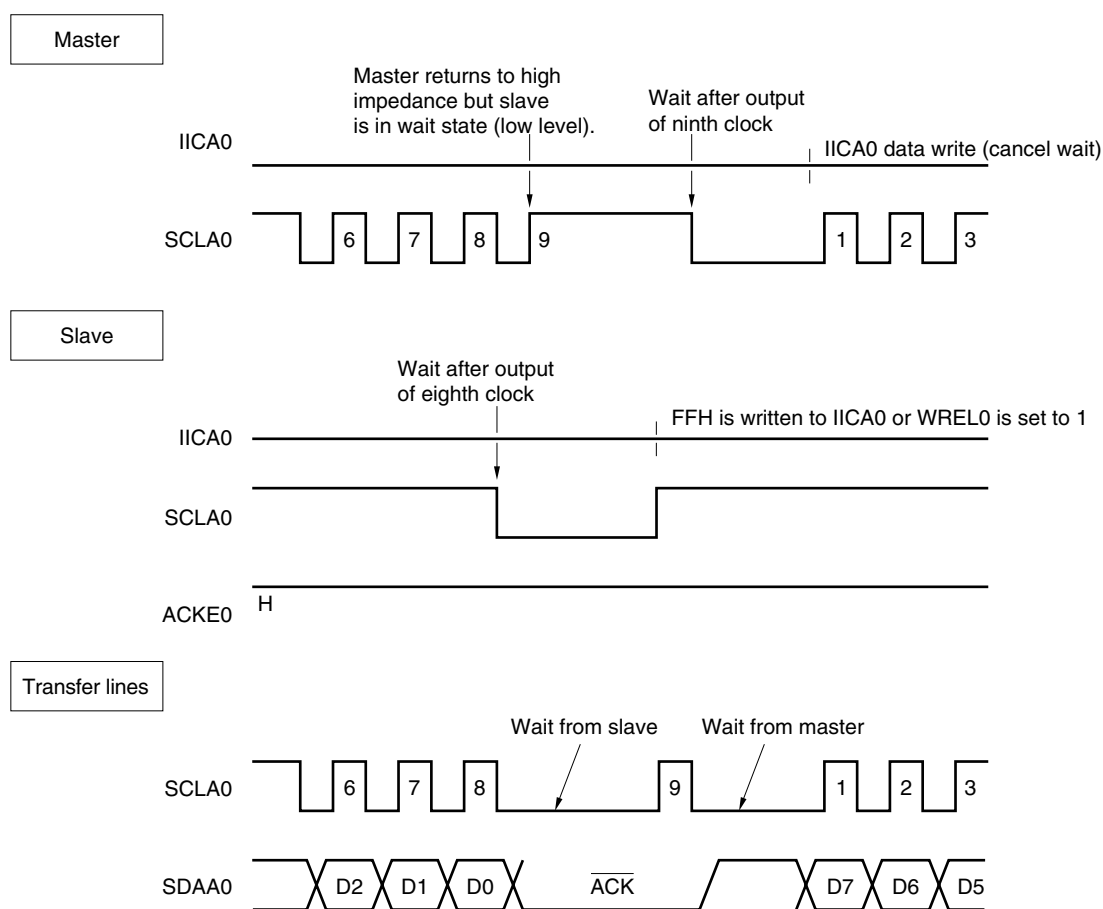 Master
Master returns to high
impedance but slave
is in wait state (low level).
Wait after output
of ninth clock
IICA0
IICA0 data write (cancel wait)
SCLA0
6 7 8 9 1 2 3
Slave
Wait after output
of eighth clock
FFH is written to IICA0 or WREL0 is set to 1
IICA0
SCLA0
H
ACKE0
Transfer lines
Wait from slave Wait from master
SCLA0
6 7 8 9 1 2 3
SDAA0
D2 D1 D0 ACK D7 D6 D5